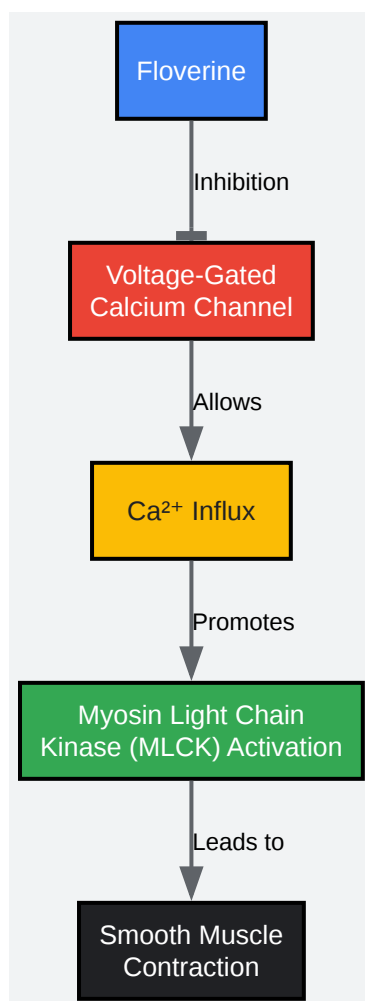 Floverine
Inhibition
Voltage-Gated
Calcium Channel
Allows
Ca²⁺ Influx
Promotes
Myosin Light Chain
Kinase (MLCK) Activation
Leads to
Smooth Muscle
Contraction